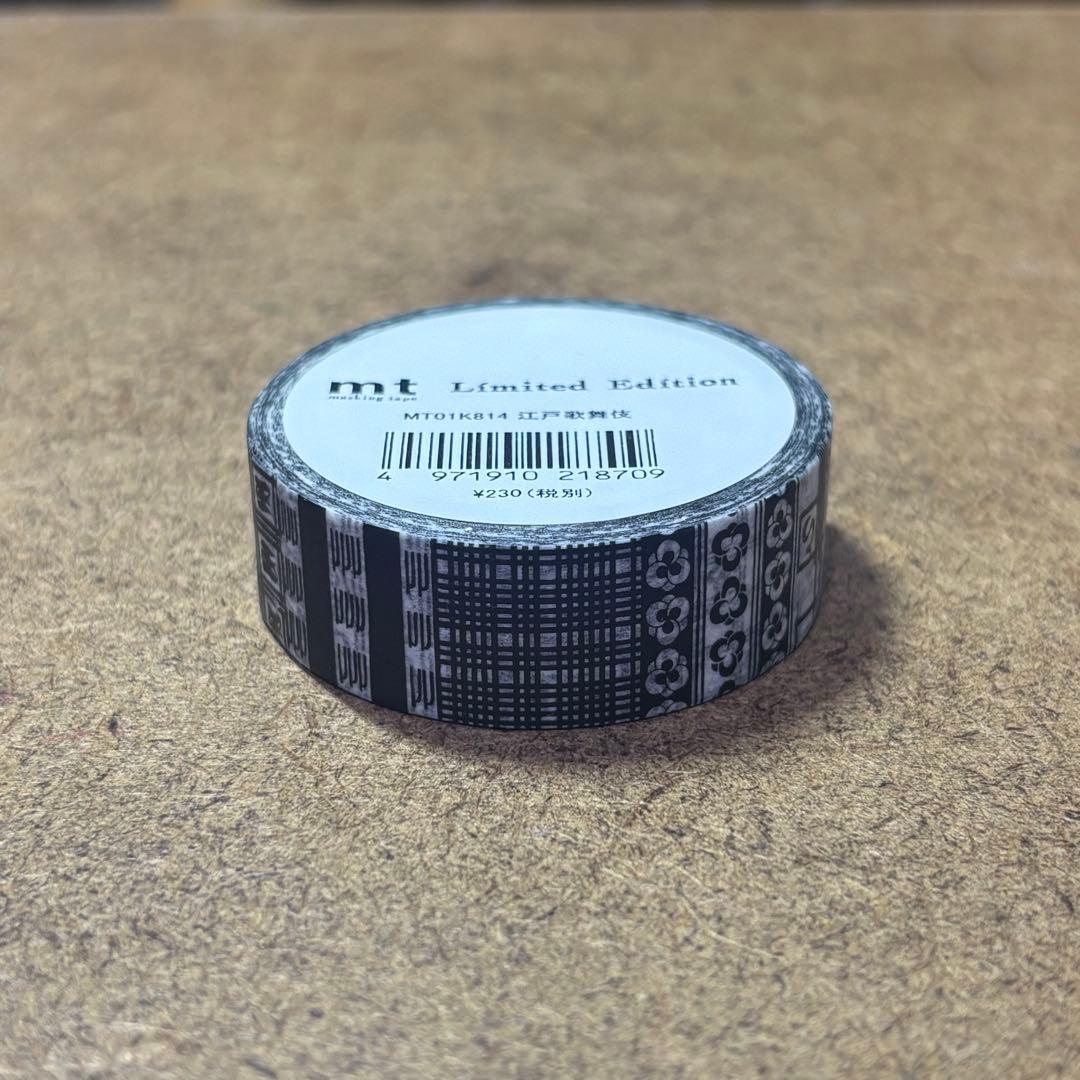 mt Limited Edition
masking tape
MT01K814 江戸歌舞伎
4 971910 218709
¥230(税別)